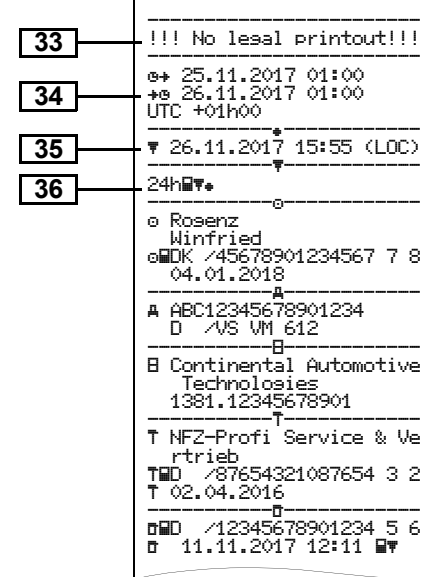 33 !!! No legal printout!!!
25.11.2017 01:00
34 26.11.2017 01:00
UTC +01h00
35 ▼ 26.11.2017 15:55 (LOC)
36 24h▼
Rogenz
Winfried
DK /45678901234567 7 8
04.01.2018
A ABC12345678901234
D /VS VM 612
Continental Automotive
Technologies
1381.12345678901
T NFZ-Profi Service & Ve
rtrieb
TD /87654321087654 3 2
T 02.04.2016
D /12345678901234 5 6
11.11.2017 12:11 ▼